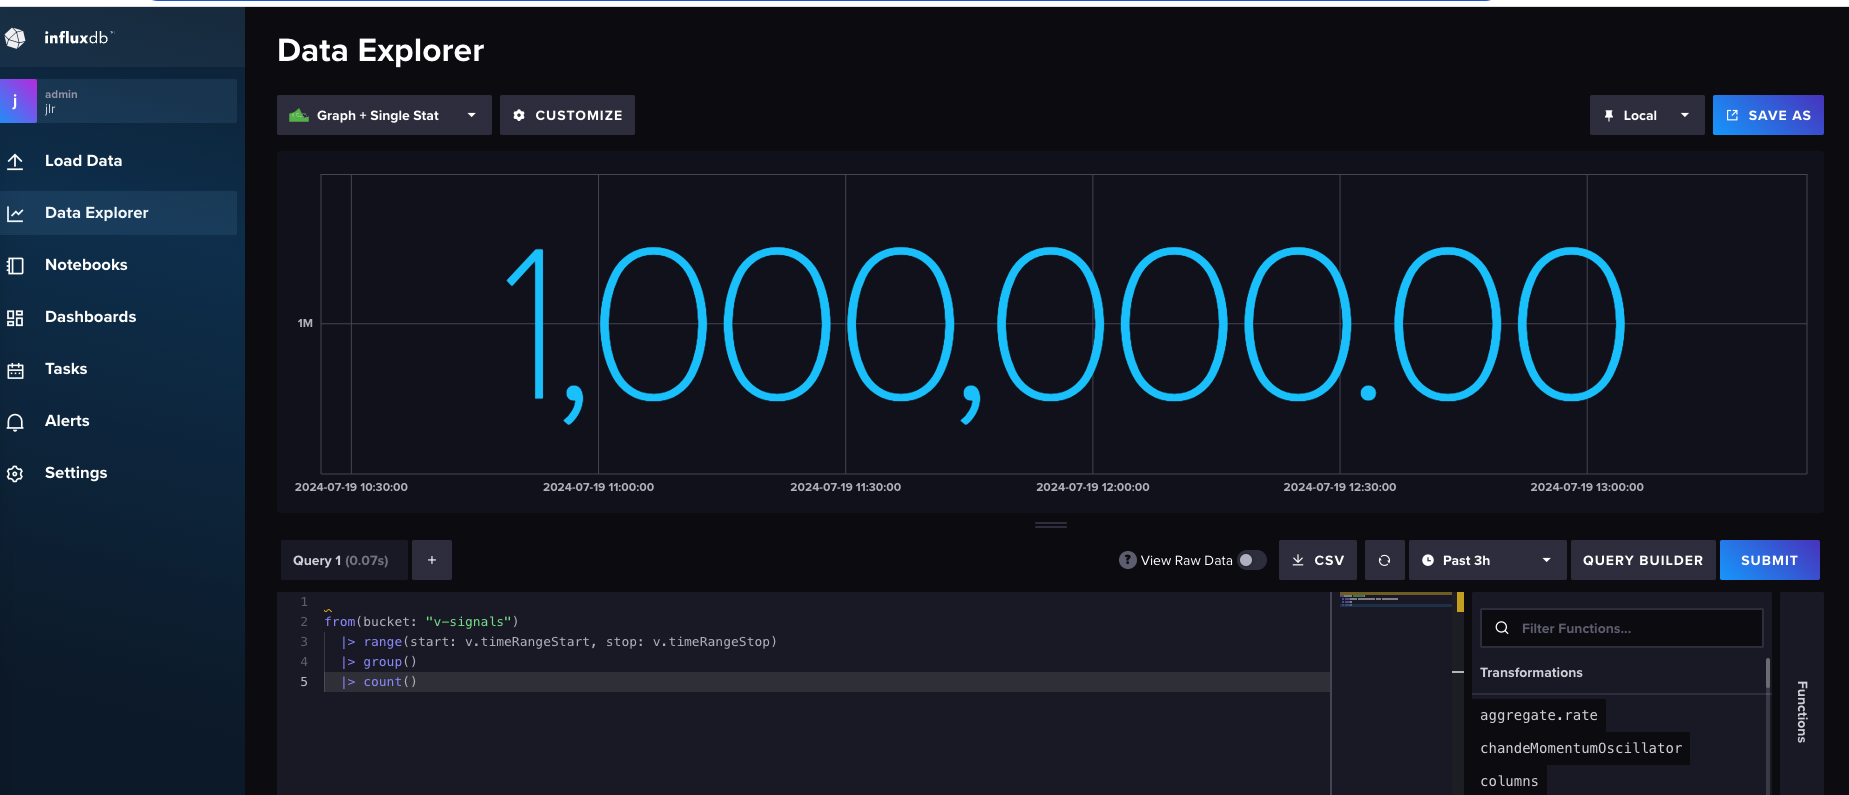 influxdb™
j
admin
jlr
Load Data
Data Explorer
Notebooks
Dashboards
Tasks
Alerts
Settings
Data Explorer
Graph + Single Stat
CUSTOMIZE
Local
SAVE AS
1,000,000.00
1M
2024-07-19 10:30:00
2024-07-19 11:00:00
2024-07-19 11:30:00
2024-07-19 12:00:00
2024-07-19 12:30:00
2024-07-19 13:00:00
Query 1 (0.07s)
+
? View Raw Data
CSV
Past 3h
QUERY BUILDER
SUBMIT
1
2 from(bucket: "v-signals")
3 |> range(start: v.timeRangeStart, stop: v.timeRangeStop)
4 |> group()
5 |> count()
Filter Functions...
Transformations
aggregate.rate
chandeMomentumOscillator
columns
Functions